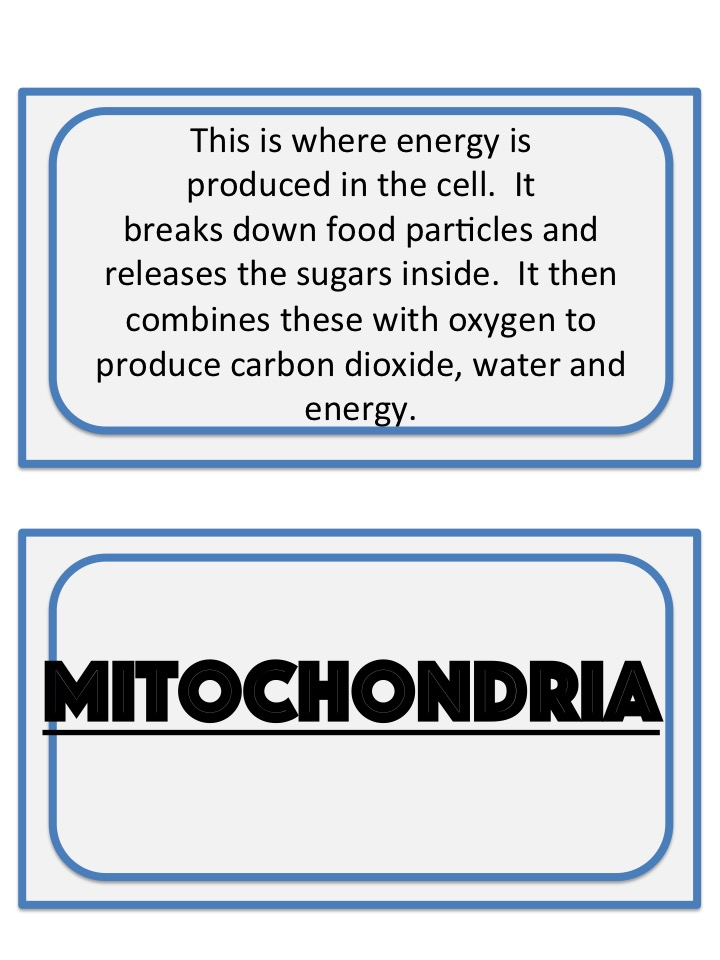 This is where energy is
produced in the cell.  It
breaks down food particles and
releases the sugars inside.  It then
combines these with oxygen to
produce carbon dioxide, water and
energy.
MITOCHONDRIA